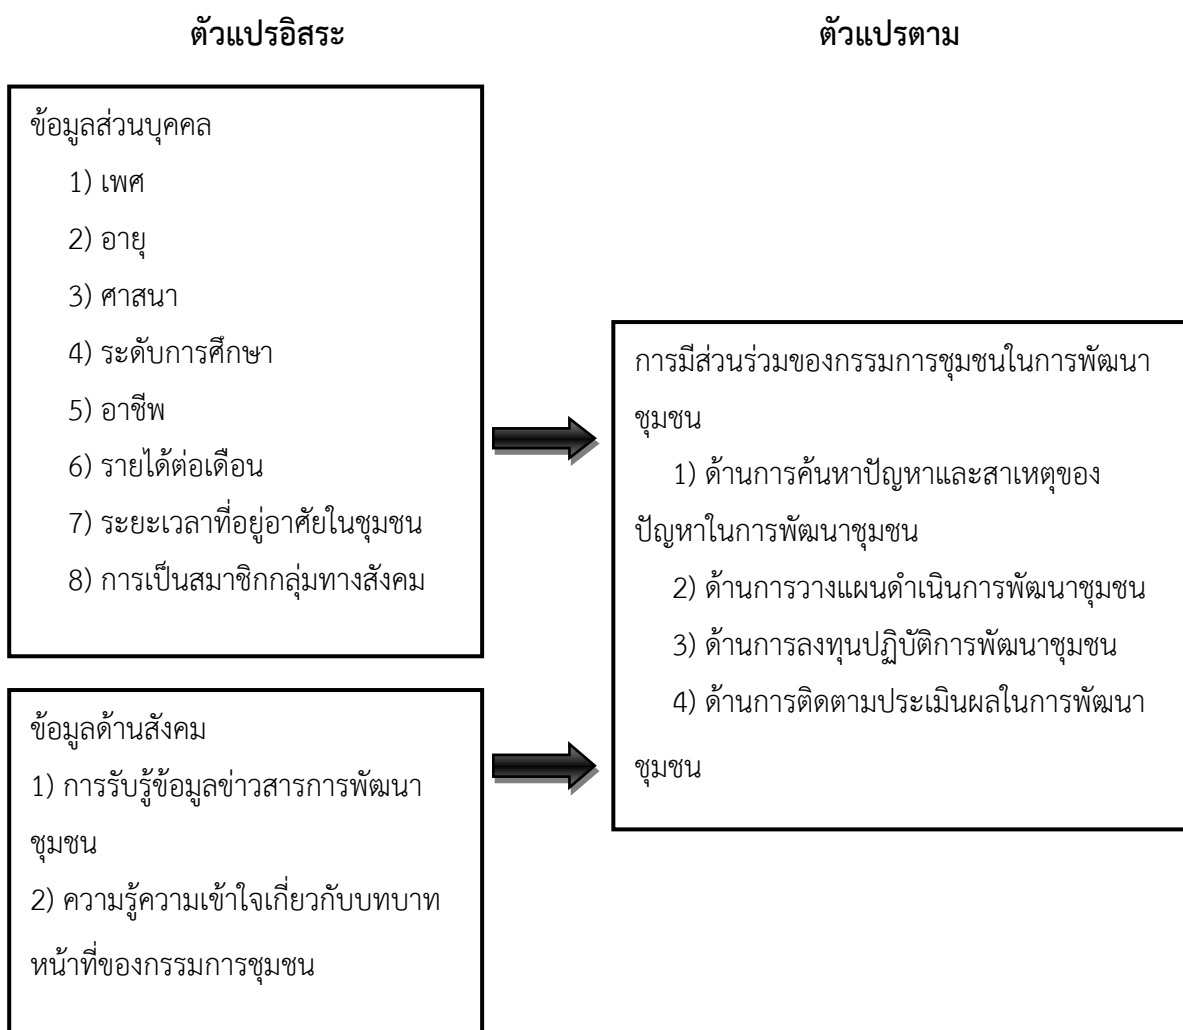 ตัวแปรอิสระ
ตัวแปรตาม
ข้อมูลส่วนบุคคล
1) เพศ
2) อายุ
3) ศาสนา
4) ระดับการศึกษา
5) อาชีพ
6) รายได้ต่อเดือน
7) ระยะเวลาที่อยู่อาศัยในชุมชน
8) การเป็นสมาชิกกลุ่มทางสังคม
ข้อมูลด้านสังคม
1) การรับรู้ข้อมูลข่าวสารการพัฒนา
ชุมชน
2) ความรู้ความเข้าใจเกี่ยวกับบทบาท
หน้าที่ของกรรมการชุมชน
การมีส่วนร่วมของกรรมการชุมชนในการพัฒนา
ชุมชน
1) ด้านการค้นหาปัญหาและสาเหตุของ
ปัญหาในการพัฒนาชุมชน
2) ด้านการวางแผนดำเนินการพัฒนาชุมชน
3) ด้านการลงทุนปฏิบัติการพัฒนาชุมชน
4) ด้านการติดตามประเมินผลในการพัฒนา
ชุมชน